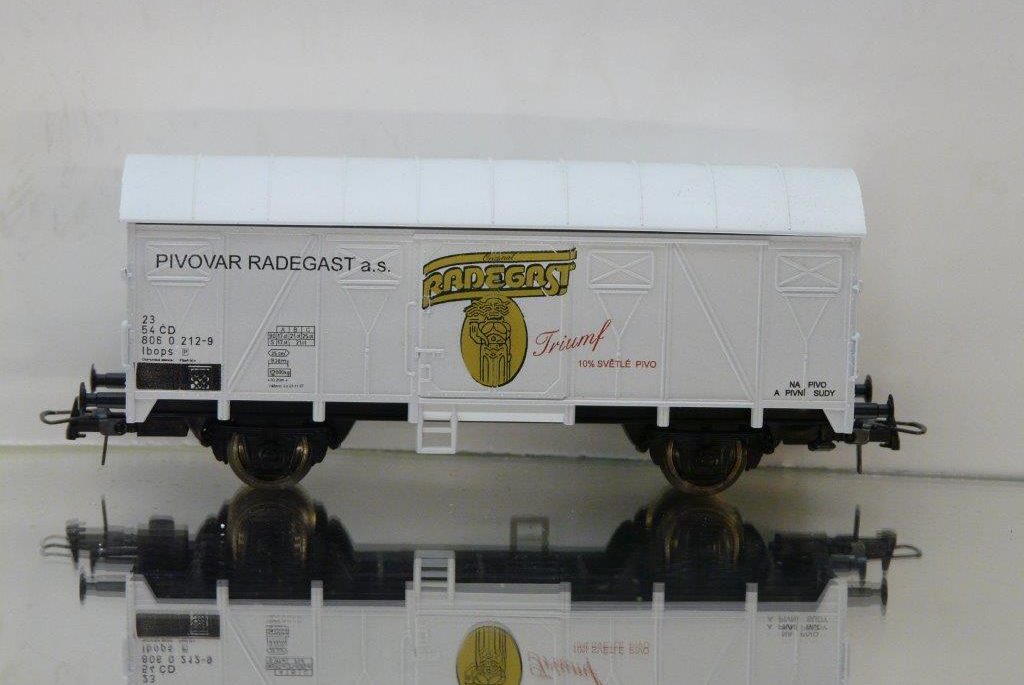 PIVOVAR RADEGAST a.s.
Original
RADEGAST
Triumf
10% SVĚTLÉ PIVO
23
54 ČD
806 0 212-9
Ibops P
A B C
NA PIVO
A PIVNÍ SUDY